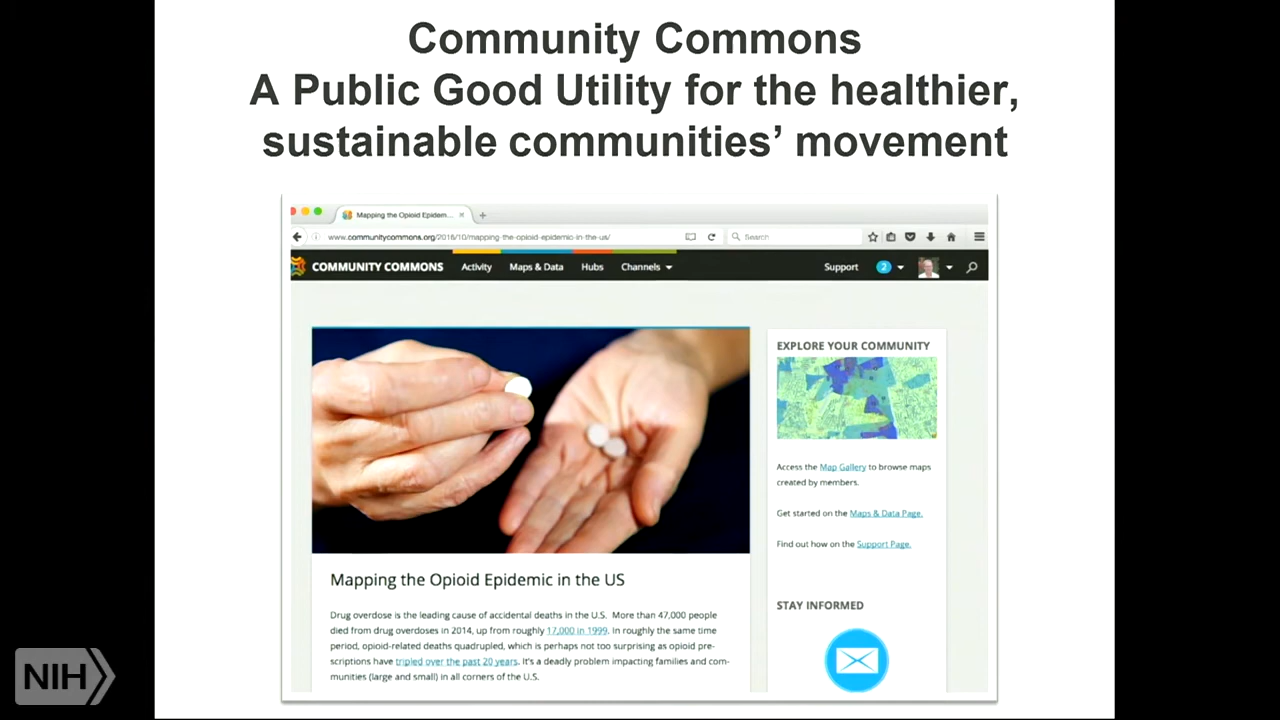 Community Commons
A Public Good Utility for the healthier,
sustainable communities’ movement
Mapping the Opioid Epidem...
www.communitycommons.org/2016/10/mapping-the-opioid-epidemic-in-the-us/
Search
COMMUNITY COMMONS
Activity
Maps & Data
Hubs
Channels
Support
2
EXPLORE YOUR COMMUNITY
Access the Map Gallery to browse maps
created by members.
Get started on the Maps & Data Page.
Find out how on the Support Page.
STAY INFORMED
Mapping the Opioid Epidemic in the US
Drug overdose is the leading cause of accidental deaths in the U.S. More than 47,000 people
died from drug overdoses in 2014, up from roughly 17,000 in 1999. In roughly the same time
period, opioid-related deaths quadrupled, which is perhaps not too surprising as opioid pre-
scriptions have tripled over the past 20 years. It’s a deadly problem impacting families and com-
munities (large and small) in all corners of the U.S.
NIH